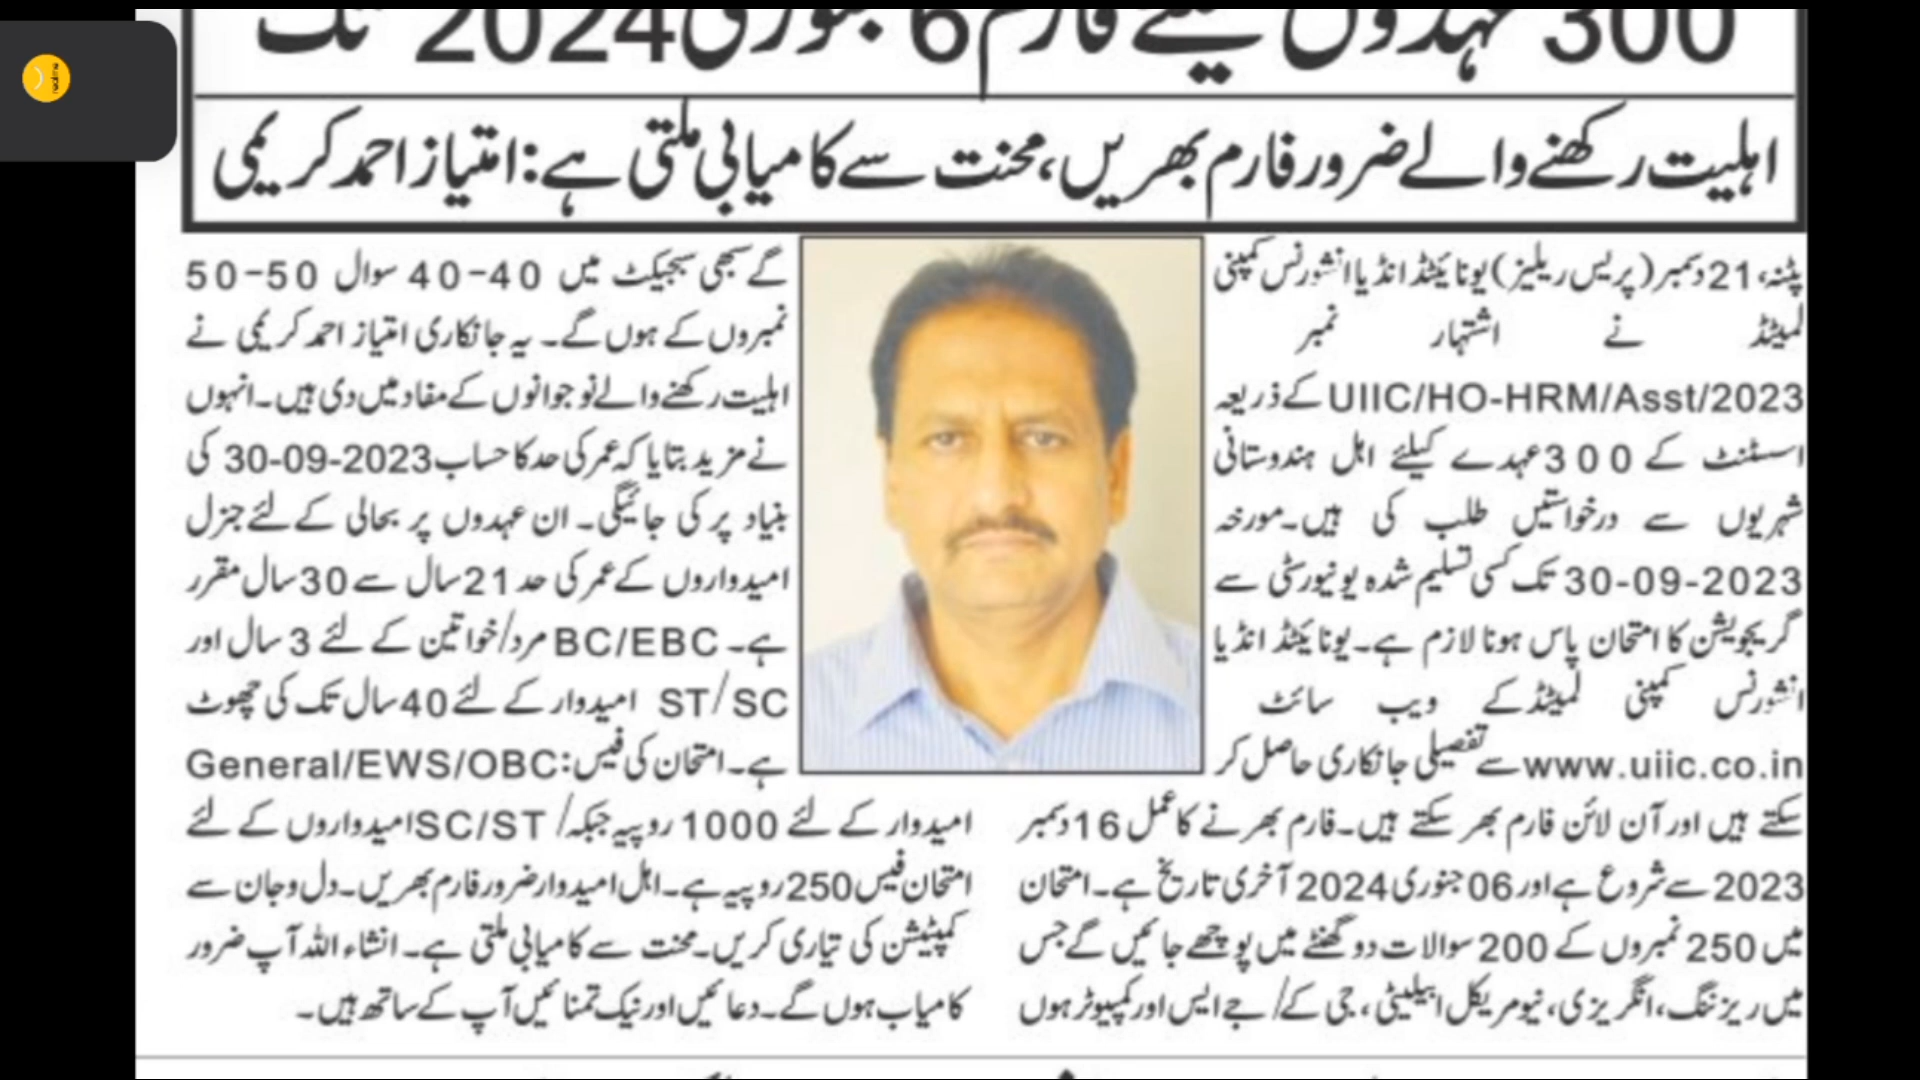 300 عہدوں کیلئے فارم 6 جنوری 2024 تک
اہلیت رکھنے والے ضرور فارم بھریں، محنت سے کامیابی ملتی ہے: امتیاز احمد کریمی
پٹنہ، 21 دسمبر (پریس ریلیز) یونائیٹڈ انڈیا انشورنس کمپنی
لمیٹڈ نے اشتہار نمبر
UIIC/HO-HRM/Asst/2023 کے ذریعہ
اسسٹنٹ کے 300 عہدے کیلئے اہل ہندوستانی
شہریوں سے درخواستیں طلب کی ہیں۔ مورخہ
30-09-2023 تک کسی تسلیم شدہ یونیورسٹی سے
گریجویشن کا امتحان پاس ہونا لازم ہے۔ یونائیٹڈ انڈیا
انشورنس کمپنی لمیٹڈ کے ویب سائٹ
www.uiic.co.in سے تفصیلی جانکاری حاصل کر
سکتے ہیں اور آن لائن فارم بھر سکتے ہیں۔ فارم بھرنے کا عمل 16 دسمبر
2023 سے شروع ہے اور 06 جنوری 2024 آخری تاریخ ہے۔ امتحان
میں 250 نمبروں کے 200 سوالات دو گھنٹے میں پوچھے جائیں گے جس
میں ریزننگ، انگریزی، نیومریکل ابیلیٹی، جی کے/ جے ایس اور کمپیوٹر ہوں
گے سبھی سبجیکٹ میں 40-40 سوال 50-50
نمبروں کے ہوں گے۔ یہ جانکاری امتیاز احمد کریمی نے
اہلیت رکھنے والے نوجوانوں کے مفاد میں دی ہیں۔ انہوں
نے مزید بتایا کہ عمر کی حد کا حساب 30-09-2023 کی
بنیاد پر کی جائیگی۔ ان عہدوں پر بحالی کے لئے جنرل
امیدواروں کے عمر کی حد 21 سال سے 30 سال مقرر
ہے۔ BC/EBC مرد/خواتین کے لئے 3 سال اور
ST/SC امیدوار کے لئے 40 سال تک کی چھوٹ
ہے۔ امتحان کی فیس: General/EWS/OBC
امیدوار کے لئے 1000 روپیہ جبکہ/ SC/ST امیدواروں کے لئے
امتحان فیس 250 روپیہ ہے۔ اہل امیدوار ضرور فارم بھریں۔ دل و جان سے
کمپٹیشن کی تیاری کریں۔ محنت سے کامیابی ملتی ہے۔ انشاء اللہ آپ ضرور
کامیاب ہوں گے۔ دعائیں اور نیک تمنائیں آپ کے ساتھ ہیں۔